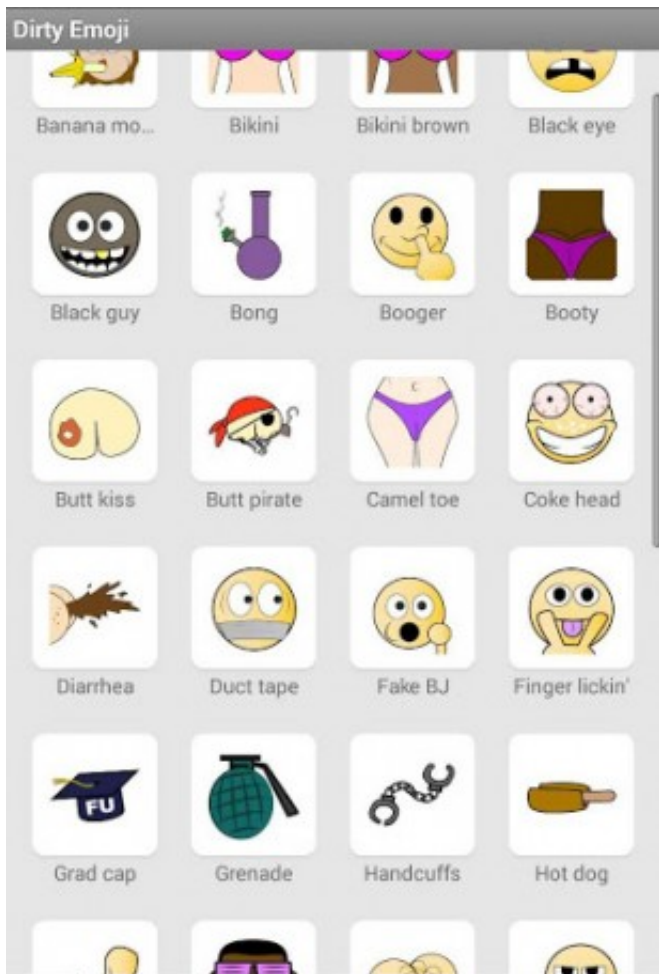 Dirty Emoji
Banana mo... Bikini Bikini brown Black eye
Black guy Bong Booger Booty
Butt kiss Butt pirate Camel toe Coke head
Diarrhea Duct tape Fake BJ Finger lickin'
FU
Grad cap Grenade Handcuffs Hot dog